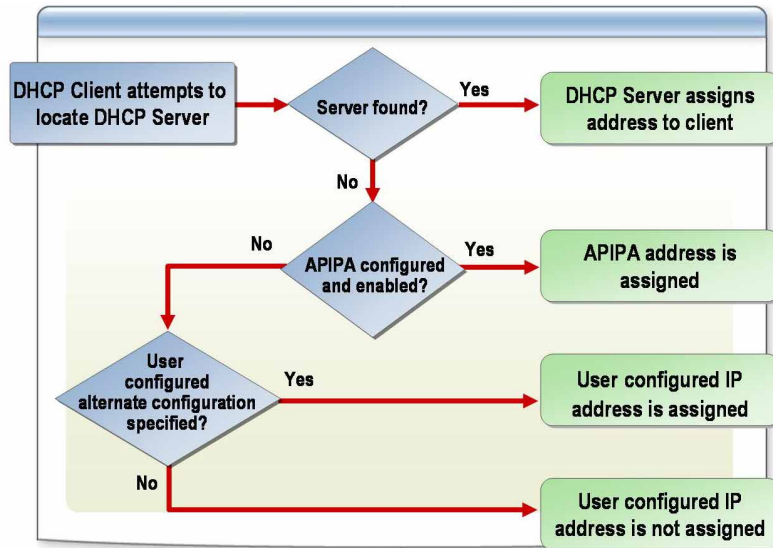 DHCP Client attempts to
locate DHCP Server
Server found?
Yes
DHCP Server assigns
address to client
No
No
APIPA configured
and enabled?
Yes
APIPA address is
assigned
User
configured
alternate configuration
specified?
Yes
User configured IP
address is assigned
No
User configured IP
address is not assigned